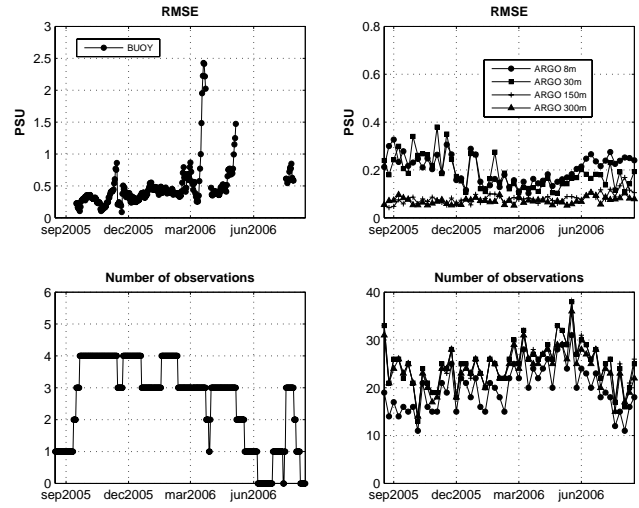 RMSE
3
2.5
2
1.5
1
0.5
0
PSU
BUOY
sep2005 dec2005 mar2006 jun2006
RMSE
0.8
0.6
0.4
0.2
0
PSU
ARGO 8m
ARGO 30m
ARGO 150m
ARGO 300m
sep2005 dec2005 mar2006 jun2006
Number of observations
6
5
4
3
2
1
0
sep2005 dec2005 mar2006 jun2006
Number of observations
40
30
20
10
0
sep2005 dec2005 mar2006 jun2006